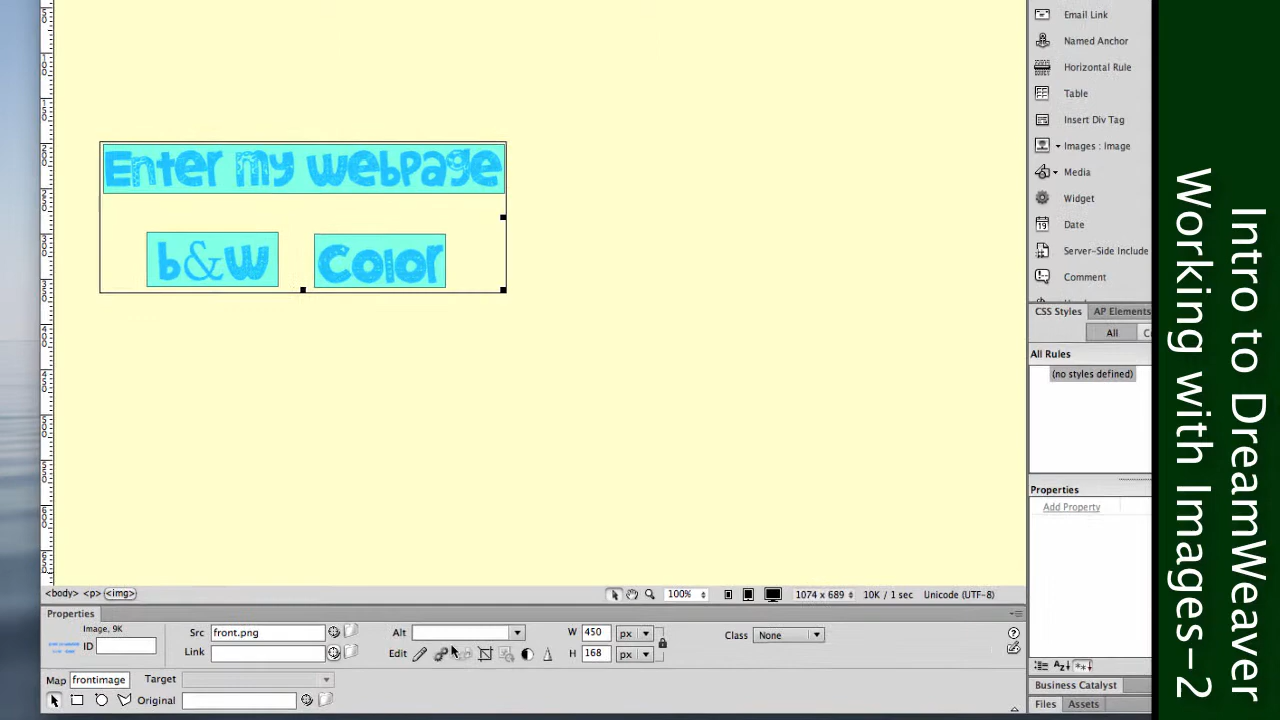 Email Link
Named Anchor
Horizontal Rule
Table
Insert Div Tag
Images : Image
Media
Widget
19 Date
Server-Side Include
Comment
CSS Styles AP Elements
All
All Rules
(no styles defined)
Properties
Add Property
Business Catalyst
Files Assets
Enter my webpage
b&w Color
<body> <p> <img>
100% 1074 x 689 10K / 1 sec Unicode (UTF-8)
Properties
Image, 9K
ID
Src front.png
Link
Alt
Edit
W 450 px
H 168 px
Class None
Map frontimage Target
Original
Intro to DreamWeaver
Working with Images-2